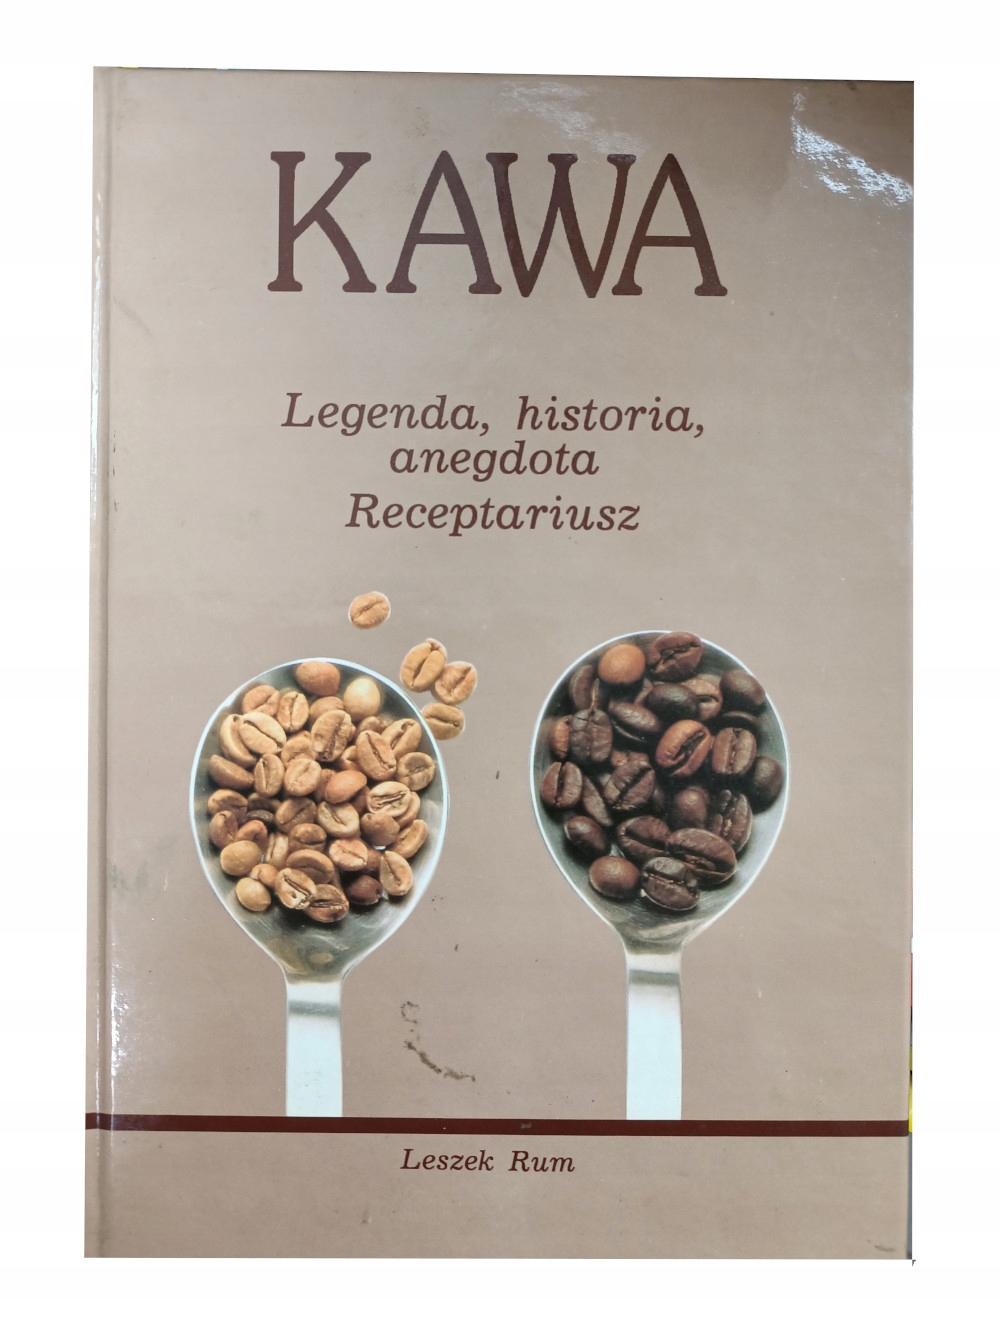 KAWA
Legenda, historia,
anegdota
Receptariusz
Leszek Rum